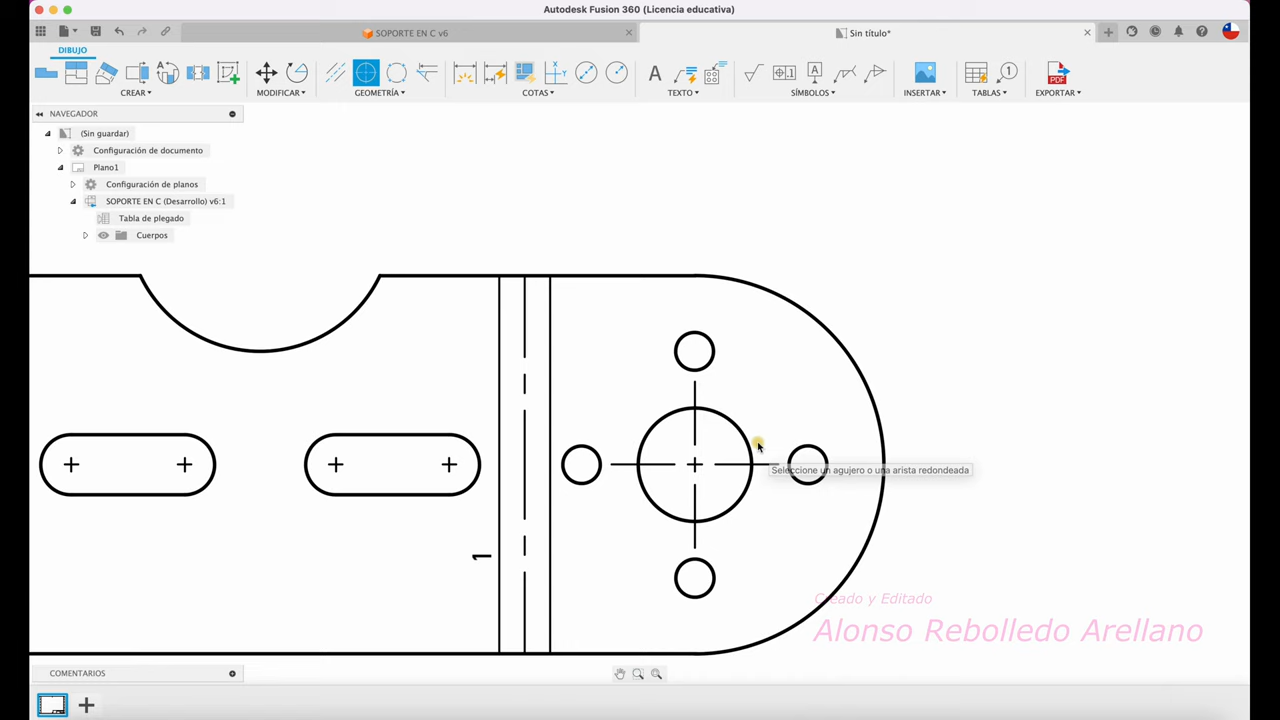 Autodesk Fusion 360 (Licencia educativa)
SOPORTE EN C v6
Sin título*
DIBUJO
CREAR
MODIFICAR
GEOMETRÍA
COTAS
TEXTO
SÍMBOLOS
INSERTAR
TABLAS
EXPORTAR
NAVEGADOR
(Sin guardar)
Configuración de documento
Plano1
Configuración de planos
SOPORTE EN C (Desarrollo) v6:1
Tabla de plegado
Cuerpos
Seleccione un agujero o una arista redondeada
1
Creado y Editado
Alonso Rebolledo Arellano
COMENTARIOS